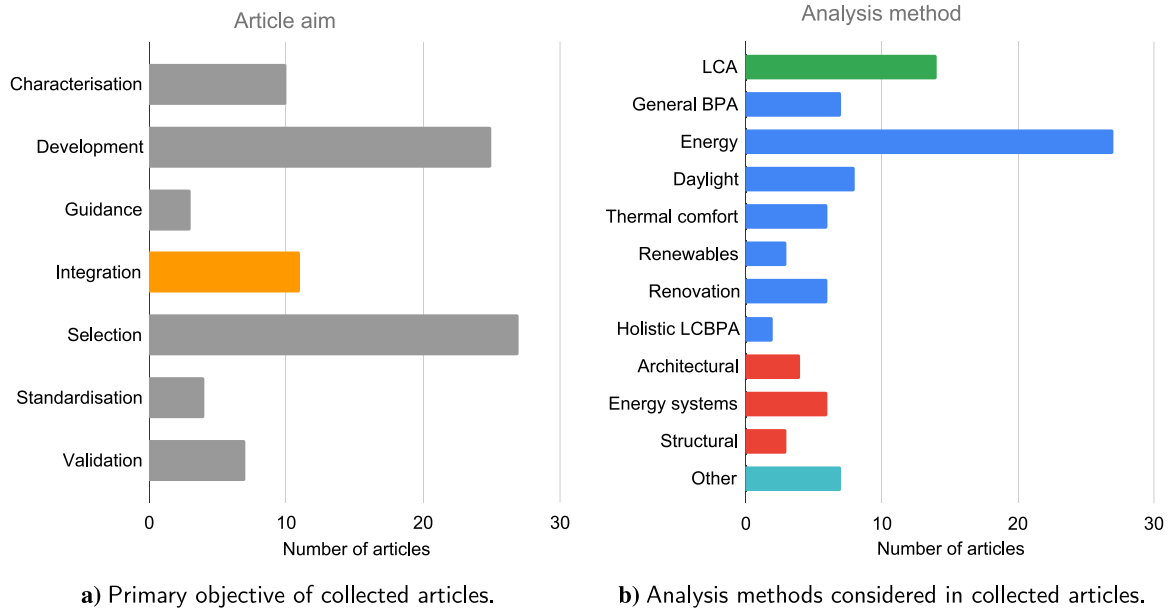 Article aim
Characterisation
Development
Guidance
Integration
Selection
Standardisation
Validation
0 10 20 30
Number of articles
a) Primary objective of collected articles.
Analysis method
LCA
General BPA
Energy
Daylight
Thermal comfort
Renewables
Renovation
Holistic LCBPA
Architectural
Energy systems
Structural
Other
0 10 20 30
Number of articles
b) Analysis methods considered in collected articles.